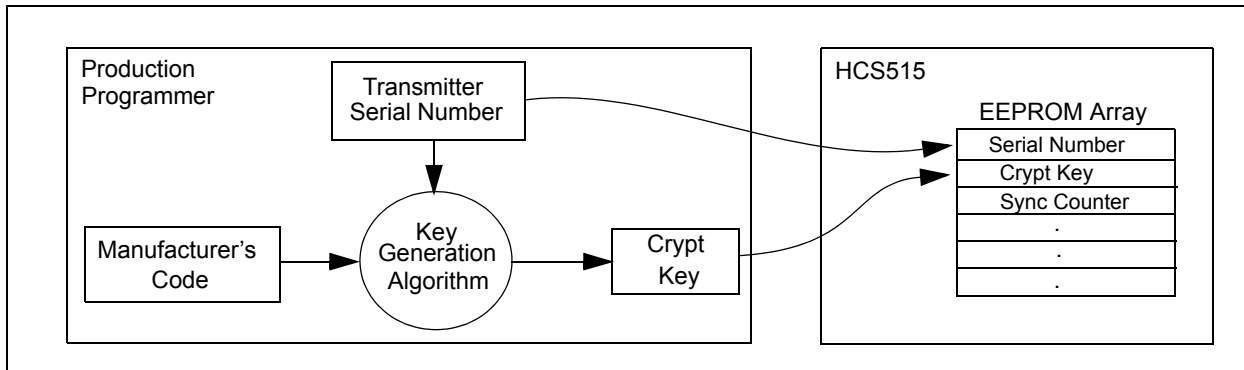 Production
Programmer
Transmitter
Serial Number
Manufacturer's
Code
Key
Generation
Algorithm
Crypt
Key
HCS515
EEPROM Array
Serial Number
Crypt Key
Sync Counter
.
.
.